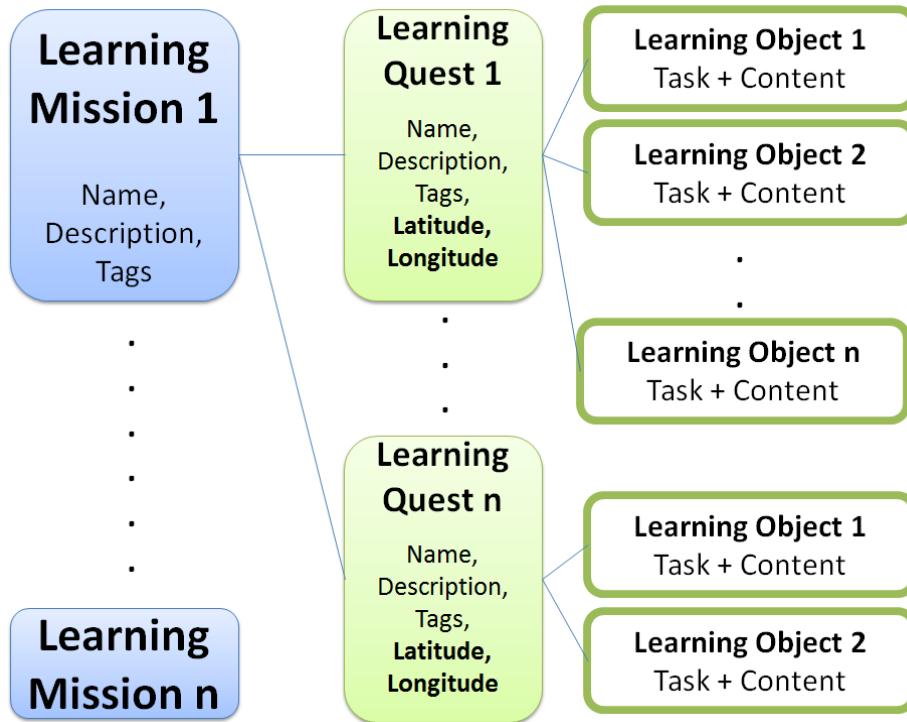 Learning
Mission 1
Name,
Description,
Tags
.
.
.
.
.
.
Learning
Mission n
Learning
Quest 1
Name,
Description,
Tags,
Latitude,
Longitude
.
.
.
Learning
Quest n
Name,
Description,
Tags,
Latitude,
Longitude
Learning Object 1
Task + Content
Learning Object 2
Task + Content
.
.
Learning Object n
Task + Content
Learning Object 1
Task + Content
Learning Object 2
Task + Content